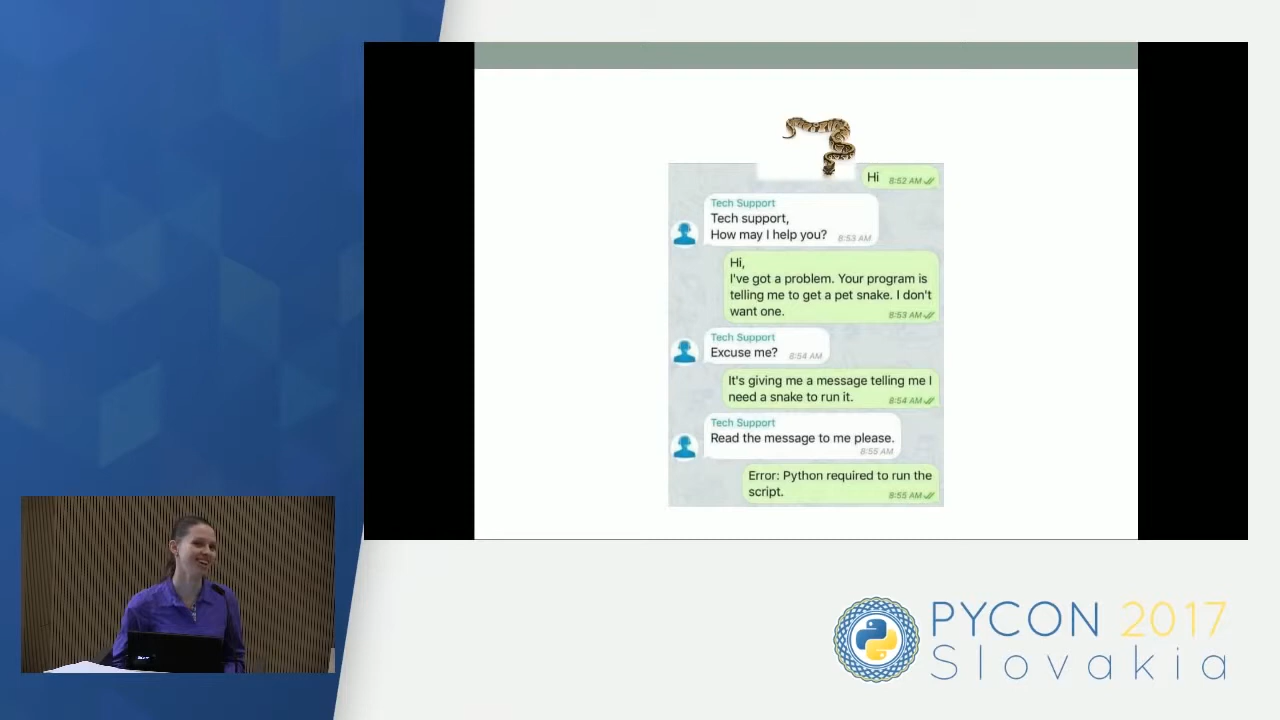 Hi 8:52 AM
Tech Support
Tech support,
How may I help you? 8:53 AM
Hi,
I've got a problem. Your program is
telling me to get a pet snake. I don't
want one. 8:53 AM
Tech Support
Excuse me? 8:54 AM
It's giving me a message telling me I
need a snake to run it. 8:54 AM
Tech Support
Read the message to me please.
8:55 AM
Error: Python required to run the
script. 8:55 AM
PYCON 2017
Slovakia